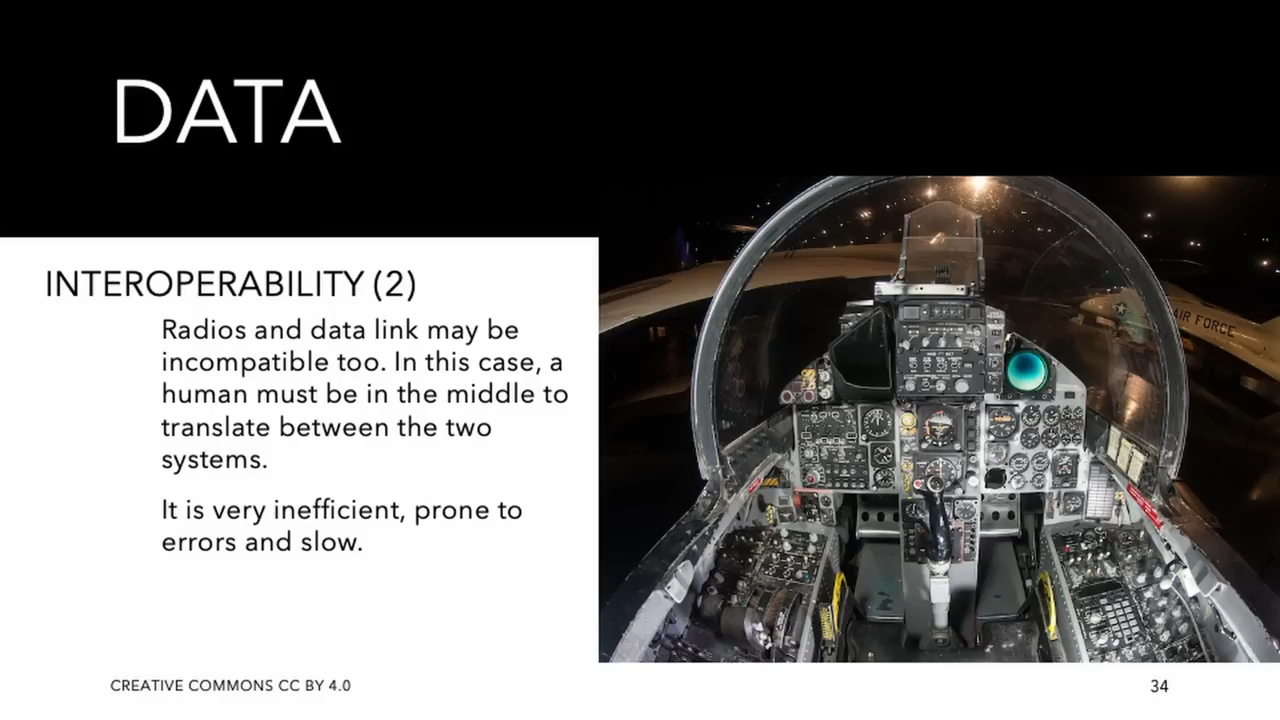 DATA
INTEROPERABILITY (2)
Radios and data link may be
incompatible too. In this case, a
human must be in the middle to
translate between the two
systems.
It is very inefficient, prone to
errors and slow.
AIR FORCE
CREATIVE COMMONS CC BY 4.0
34